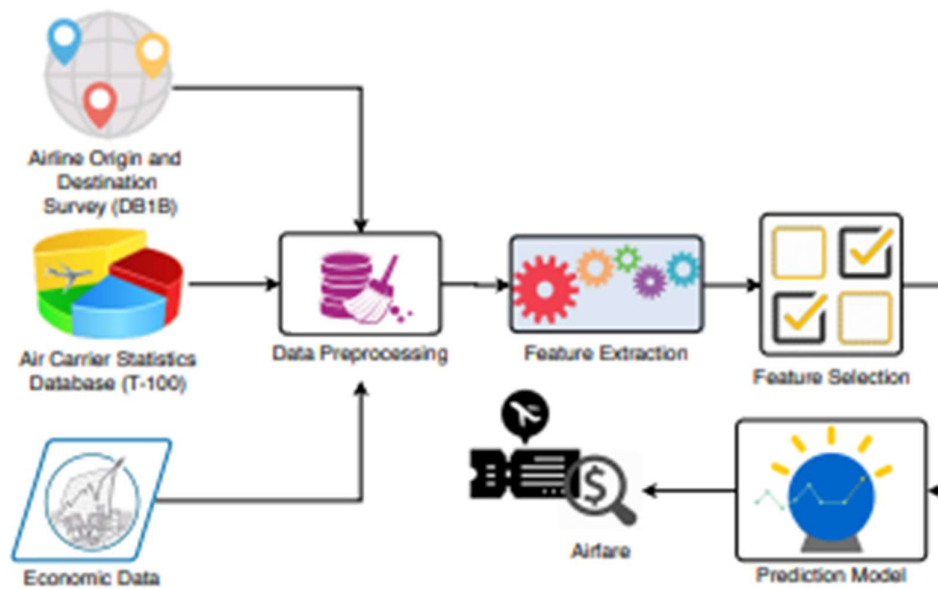 Airline Origin and
Destination
Survey (DB1B)
Air Carrier Statistics
Database (T-100)
Data Preprocessing
Feature Extraction
Feature Selection
Economic Data
Airfare
Prediction Model